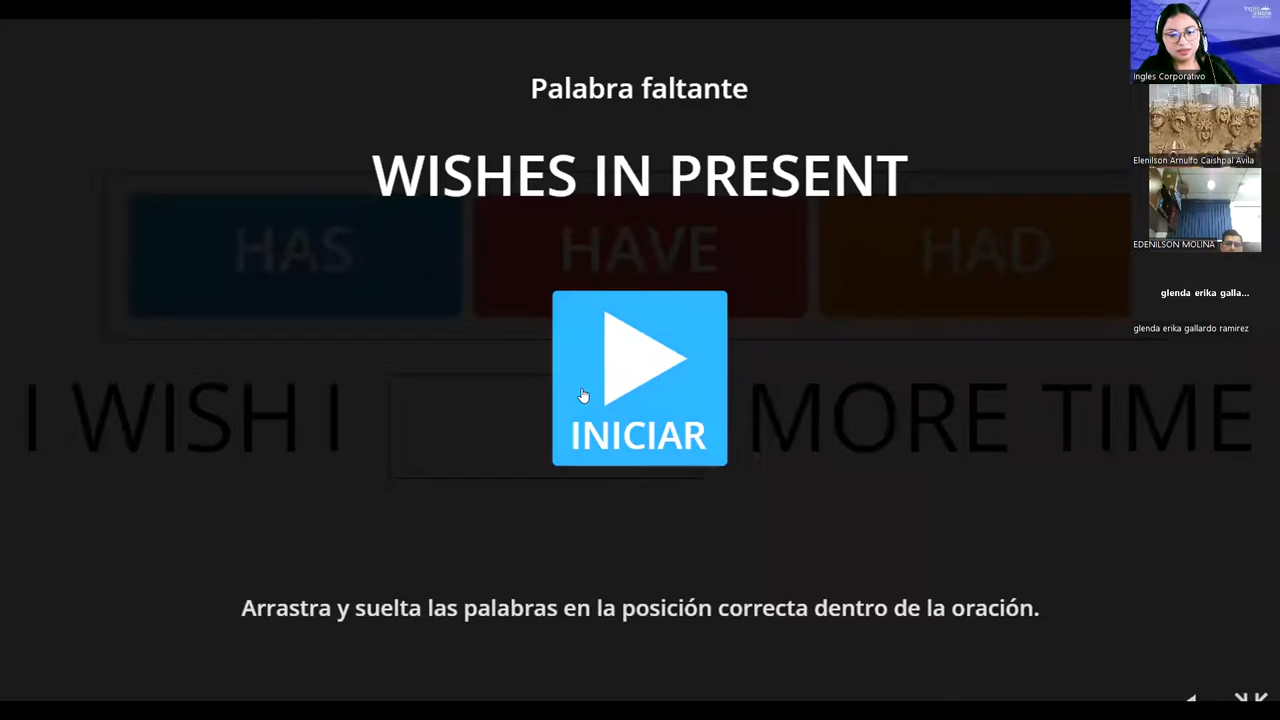 Palabra faltante
WISHES IN PRESENT
HAS
HAVE
HAD
I WISH I
MORE TIME
INICIAR
Arrastra y suelta las palabras en la posición correcta dentro de la oración.
Ingles Corporativo
Elenilson Arnulfo Caishpal Avila
EDENILSON MOLINA
glenda erika galla...
glenda erika gallardo ramirez